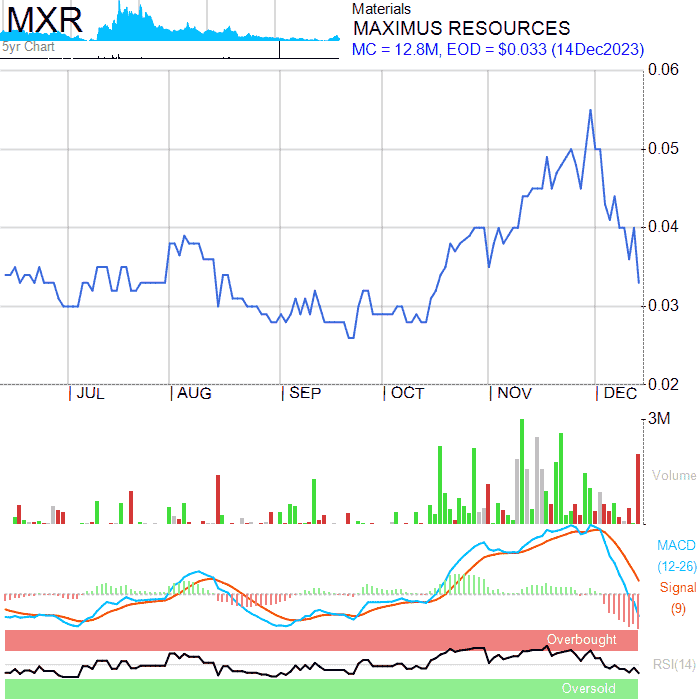 MXR
5yr Chart
Materials
MAXIMUS RESOURCES
MC = 12.8M, EOD = $0.033 (14Dec2023)
0.06
0.05
0.04
0.03
0.02
JUL AUG SEP OCT NOV DEC
3M
Volume
MACD
(12-26)
Signal
(9)
Overbought
RSI(14)
Oversold